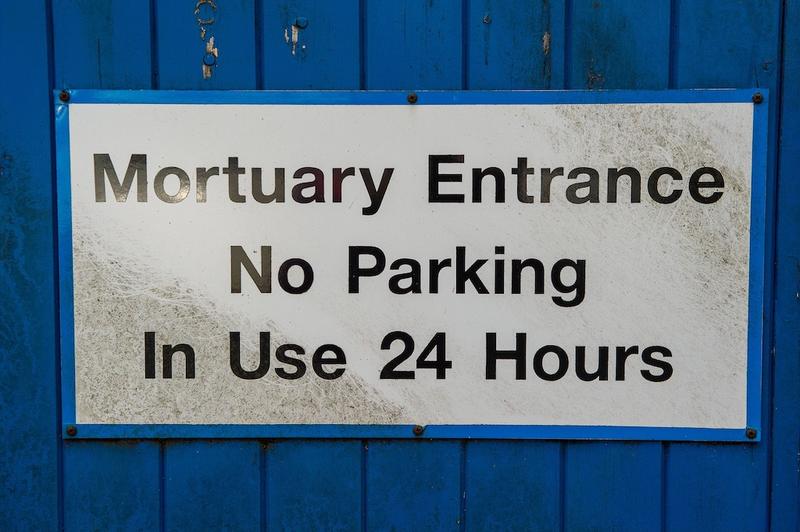 Mortuary Entrance
No Parking
In Use 24 Hours